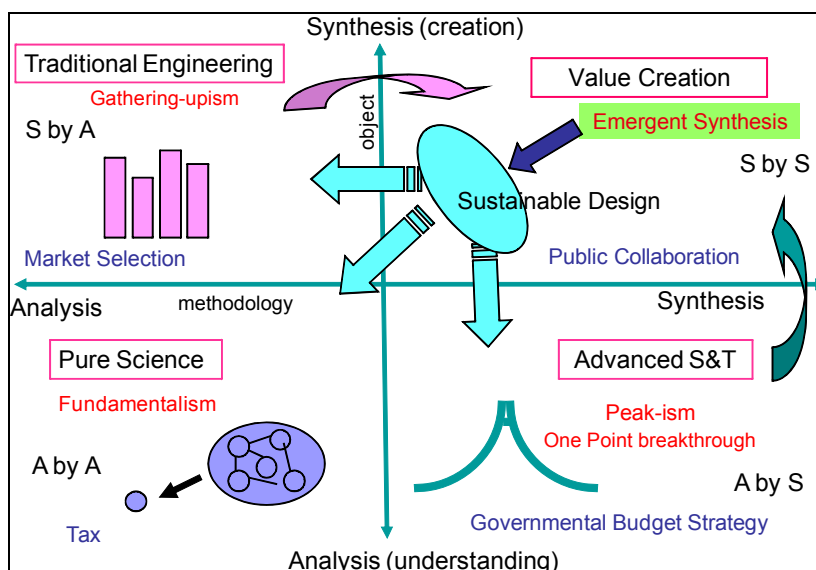 Synthesis (creation)
Traditional Engineering
Gathering-upism
S by A
Market Selection
object
Value Creation
Emergent Synthesis
S by S
Sustainable Design
Public Collaboration
Analysis
methodology
Synthesis
Pure Science
Fundamentalism
A by A
Tax
Advanced S&T
Peak-ism
One Point breakthrough
A by S
Governmental Budget Strategy
Analysis (understanding)